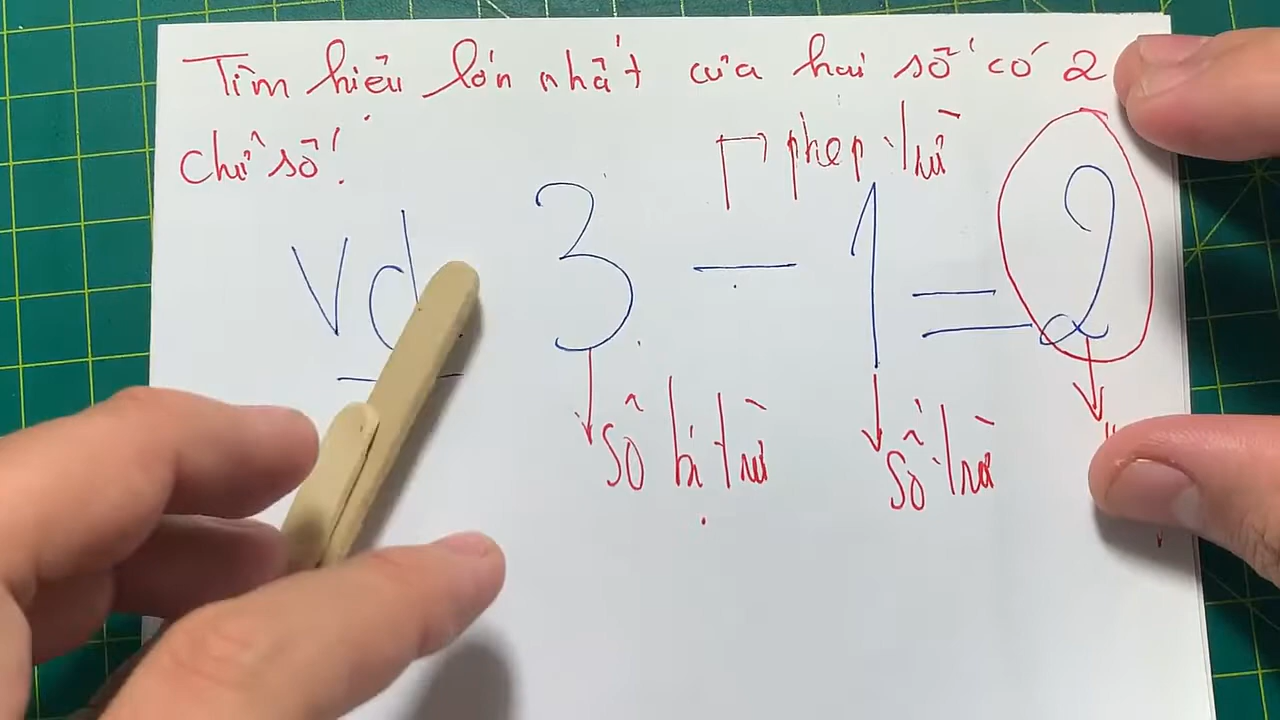 Tìm hiệu lớn nhất của hai số có 2
chữ số!
phép trừ
vd 3 - 1 = 2
số bị trừ số trừ